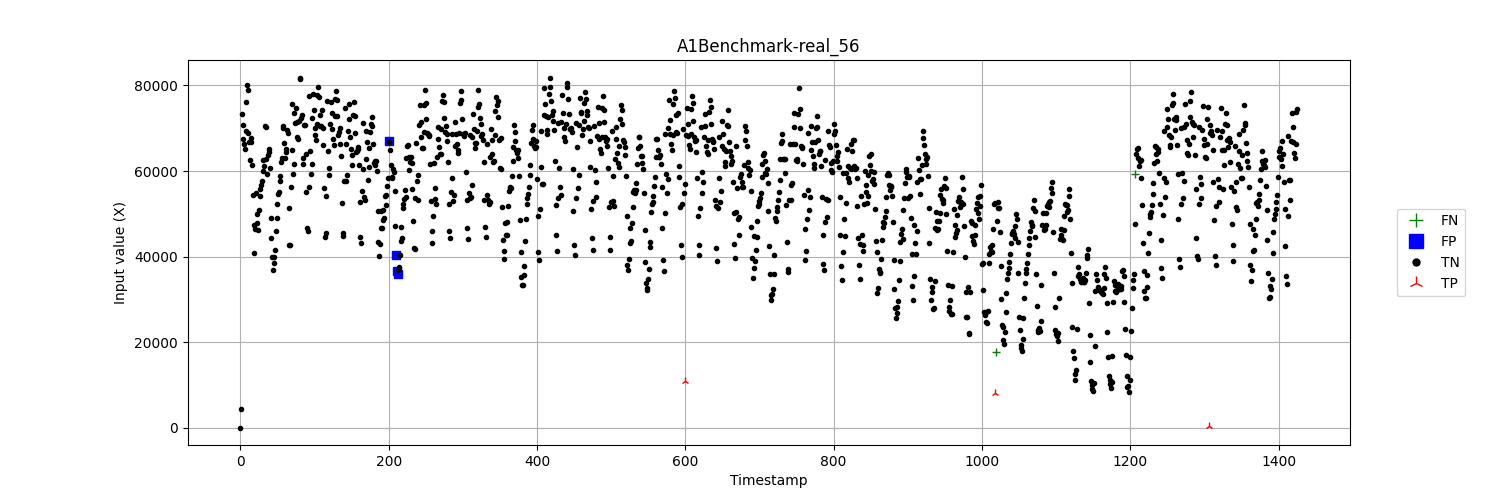 A1Benchmark-real_56
80000
60000
40000
20000
0
Input value (X)
0 200 400 600 800 1000 1200 1400
Timestamp
FN
FP
TN
TP